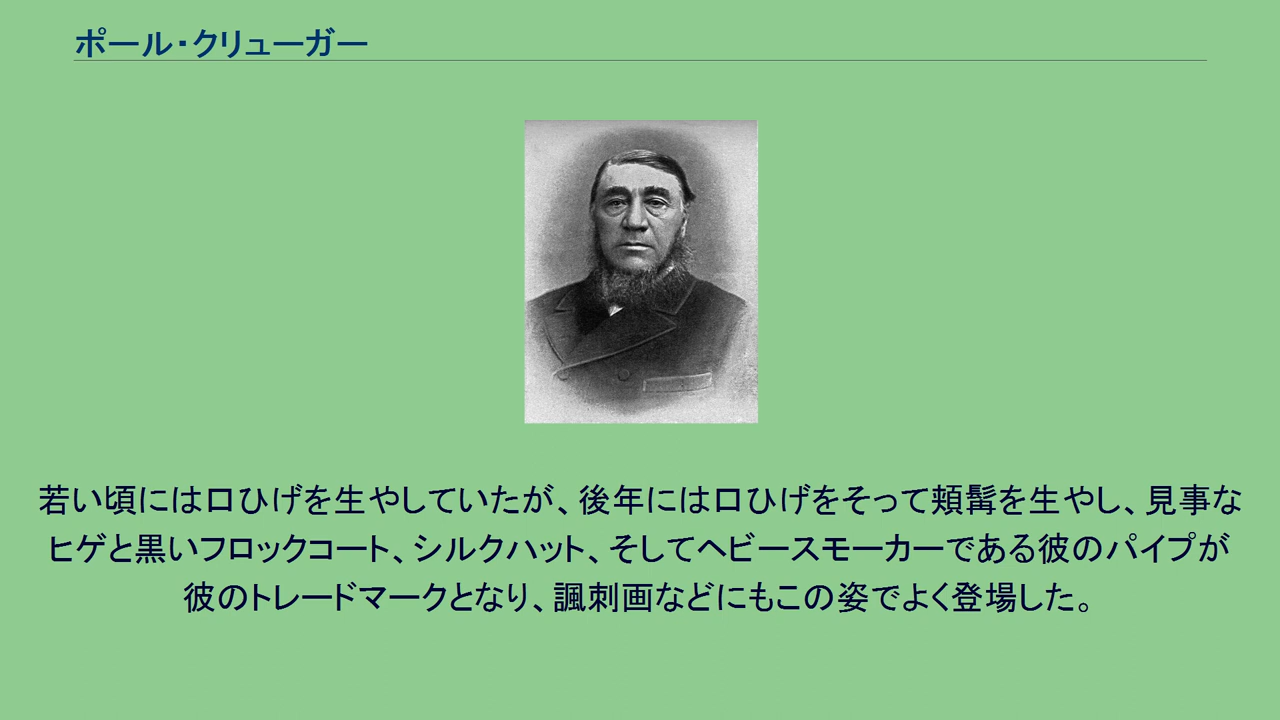 ポール・クリューガー
若い頃には口ひげを生やしていたが、後年には口ひげをそって頬髯を生やし、見事な
ヒゲと黒いフロックコート、シルクハット、そしてヘビースモーカーである彼のパイプが
彼のトレードマークとなり、諷刺画などにもこの姿でよく登場した。